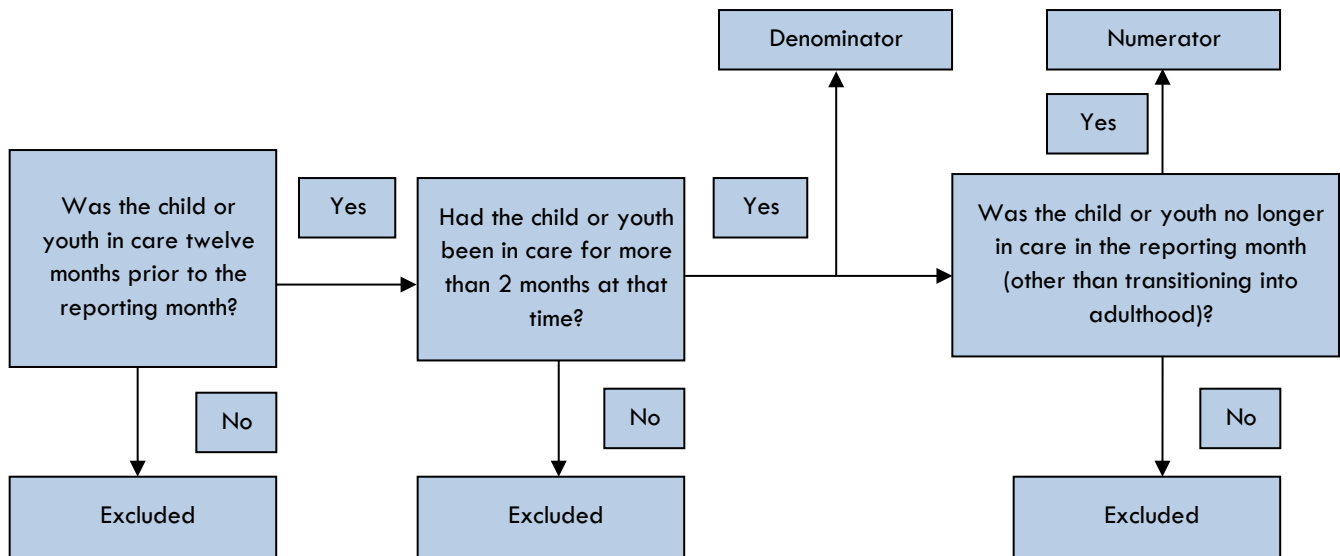 Denominator
Numerator
Yes
Was the child or
youth in care twelve
months prior to the
reporting month?
Yes
Had the child or youth
been in care for more
than 2 months at that
time?
Yes
Was the child or youth no longer
in care in the reporting month
(other than transitioning into
adulthood)?
No
No
No
Excluded
Excluded
Excluded